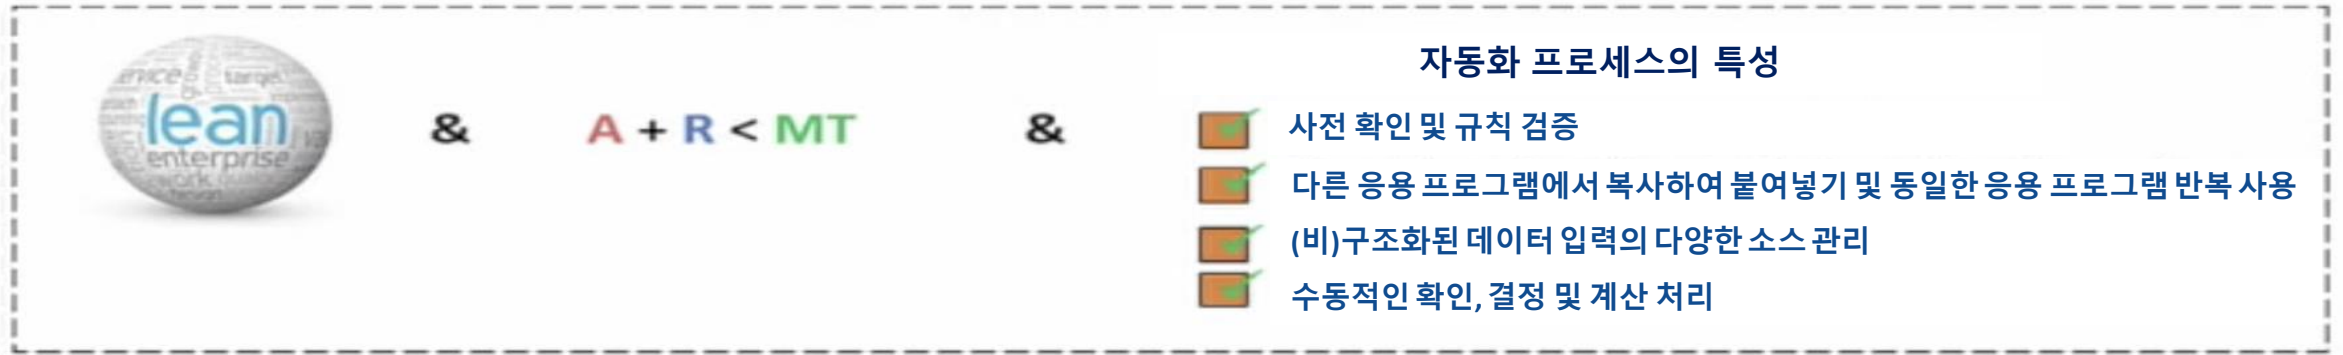 자동화 프로세스의 특성
service
target
lean
enterprise
work
& A + R < MT &
사전 확인 및 규칙 검증
다른 응용 프로그램에서 복사하여 붙여넣기 및 동일한 응용 프로그램 반복 사용
(비)구조화된 데이터 입력의 다양한 소스 관리
수동적인 확인, 결정 및 계산 처리